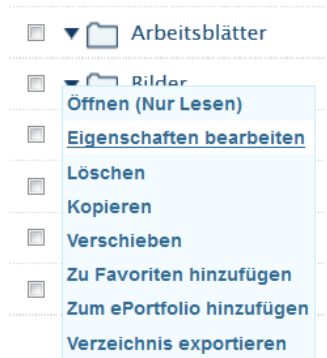 Arbeitsblätter
Bilder
Öffnen (Nur Lesen)
Eigenschaften bearbeiten
Löschen
Kopieren
Verschieben
Zu Favoriten hinzufügen
Zum ePortfolio hinzufügen
Verzeichnis exportieren